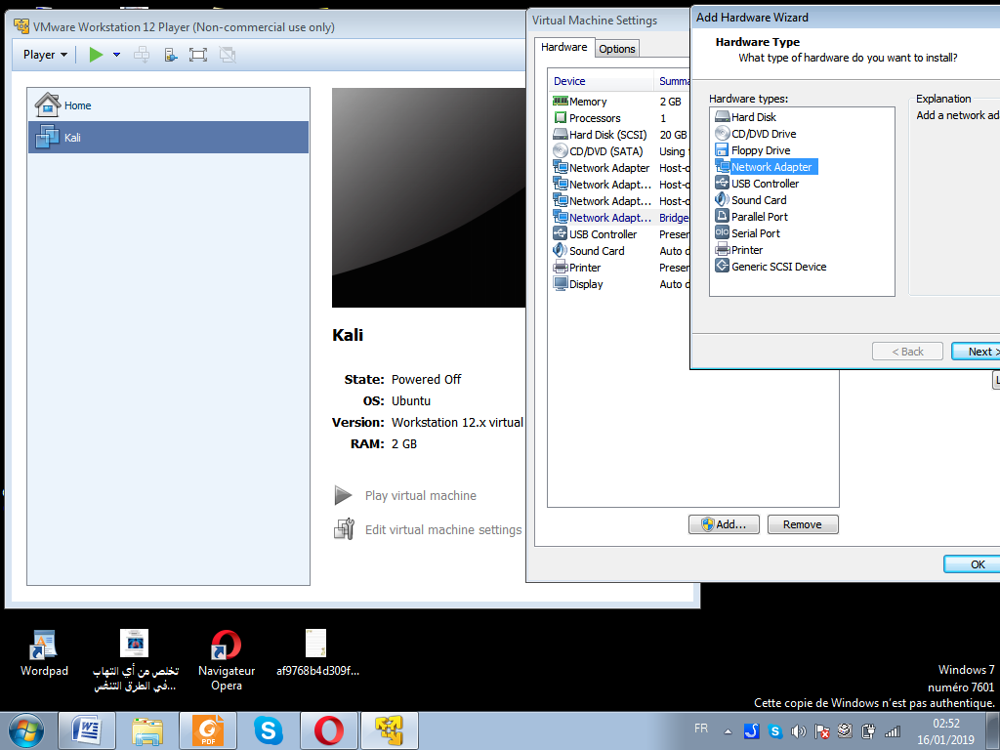 VMware Workstation 12 Player (Non-commercial use only)
Player
Home
Kali
Kali
State: Powered Off
OS: Ubuntu
Version: Workstation 12.x virtual
RAM: 2 GB
Play virtual machine
Edit virtual machine settings
Virtual Machine Settings
Hardware
Options
Device Summa
Memory 2 GB
Processors 1
Hard Disk (SCSI) 20 GB
CD/DVD (SATA) Using
Network Adapter Host-o
Network Adapt... Host-o
Network Adapt... Host-o
Network Adapt... Bridge
USB Controller Presen
Sound Card Auto d
Printer Presen
Display Auto d
Add...
Remove
OK
Add Hardware Wizard
Hardware Type
What type of hardware do you want to install?
Hardware types:
Hard Disk
CD/DVD Drive
Floppy Drive
Network Adapter
USB Controller
Sound Card
Parallel Port
Serial Port
Printer
Generic SCSI Device
Explanation
Add a network ad
< Back
Next >
Wordpad
تخلص من أي التهاب
في الطرق التنفس...
Navigateur
Opera
af9768b4d309f...
Windows 7
numéro 7601
Cette copie de Windows n'est pas authentique.
PDF
FR
02:52
16/01/2019